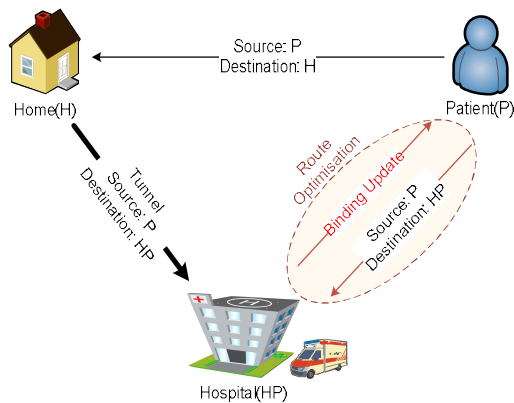 Source: P
Destination: H
Home(H)
Patient(P)
Tunnel
Source: P
Destination: HP
Route
Optimisation
Binding Update
Source: P
Destination: HP
H
Hospital(HP)